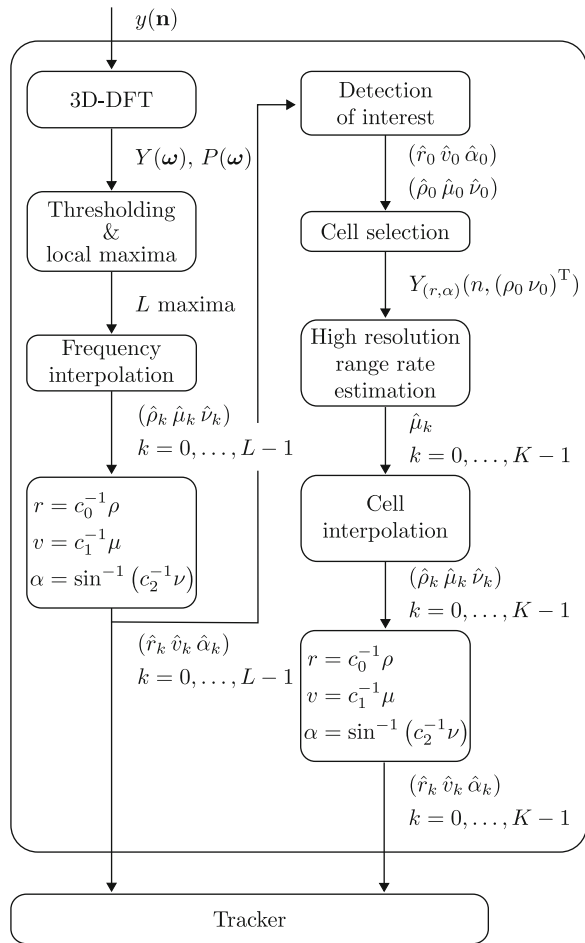 y(n)
3D-DFT
Y(ω), P(ω)
Thresholding
&
local maxima
L maxima
Frequency
interpolation
(ρ̂_k μ̂_k ν̂_k)
k = 0, . . . , L − 1
r = c_0^{−1}ρ
v = c_1^{−1}μ
α = sin^{−1} (c_2^{−1}ν)
(r̂_k v̂_k α̂_k)
k = 0, . . . , L − 1
Detection
of interest
(r̂_0 v̂_0 α̂_0)
(ρ̂_0 μ̂_0 ν̂_0)
Cell selection
Y_{(r,α)}(n, (ρ_0 ν_0)^T)
High resolution
range rate
estimation
μ̂_k
k = 0, . . . , K − 1
Cell
interpolation
(ρ̂_k μ̂_k ν̂_k)
k = 0, . . . , K − 1
r = c_0^{−1}ρ
v = c_1^{−1}μ
α = sin^{−1} (c_2^{−1}ν)
(r̂_k v̂_k α̂_k)
k = 0, . . . , K − 1
Tracker